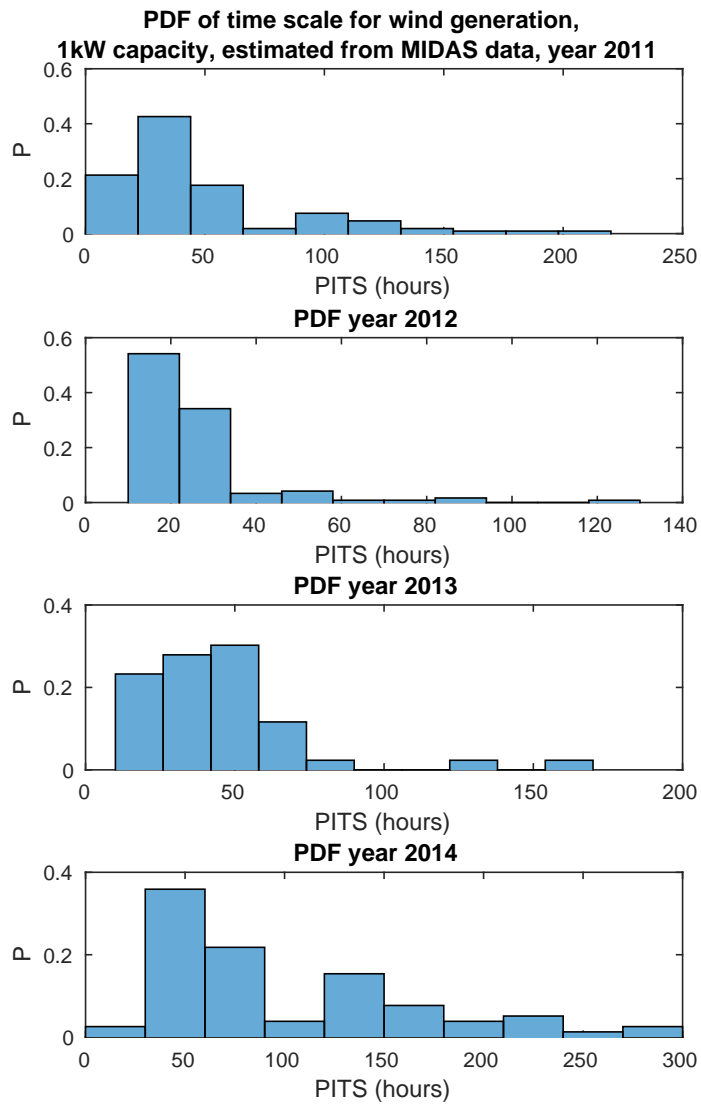 PDF of time scale for wind generation,
1kW capacity, estimated from MIDAS data, year 2011
0.6
0.4
0.2
0
P
0 50 100 150 200 250
PITS (hours)
PDF year 2012
0.6
0.4
0.2
0
P
0 20 40 60 80 100 120 140
PITS (hours)
PDF year 2013
0.4
0.2
0
P
0 50 100 150 200
PITS (hours)
PDF year 2014
0.4
0.2
0
P
0 50 100 150 200 250 300
PITS (hours)